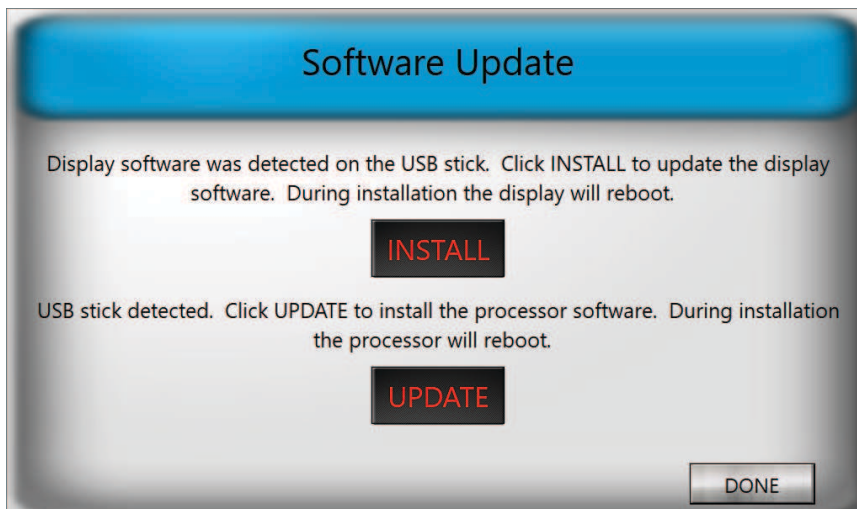 Software Update
Display software was detected on the USB stick.  Click INSTALL to update the display
software.  During installation the display will reboot.
INSTALL
USB stick detected.  Click UPDATE to install the processor software.  During installation
the processor will reboot.
UPDATE
DONE